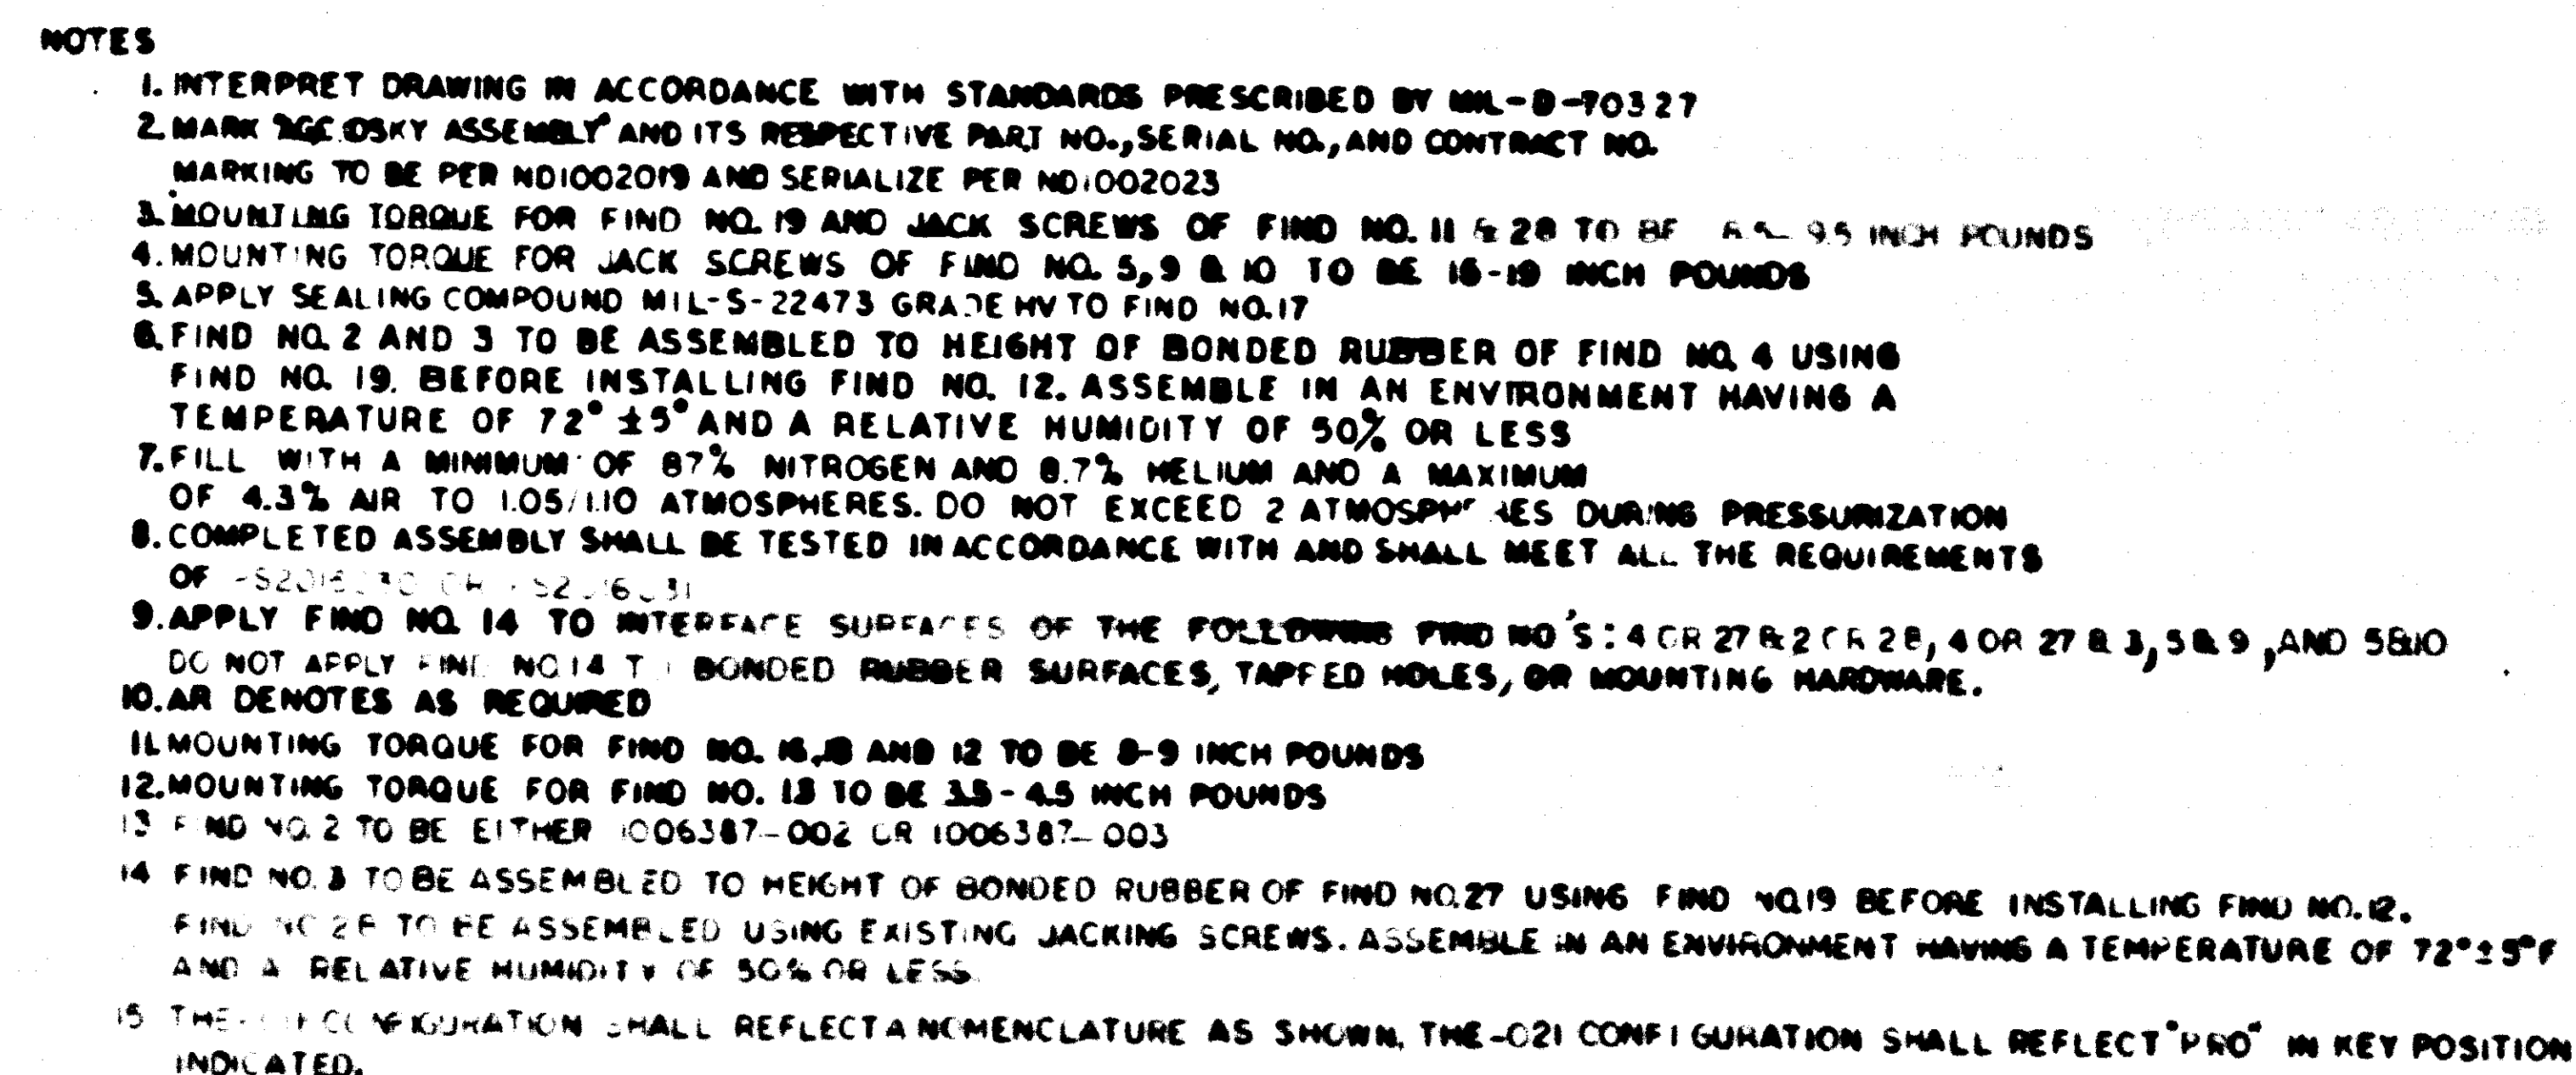 NOTES
1. INTERPRET DRAWING IN ACCORDANCE WITH STANDARDS PRESCRIBED BY MIL-D-70327
2. MARK "AGC DSKY ASSEMBLY" AND ITS RESPECTIVE PART NO., SERIAL NO., AND CONTRACT NO.
MARKING TO BE PER ND1002019 AND SERIALIZE PER ND1002023
3. MOUNTING TORQUE FOR FIND NO. 19 AND JACK SCREWS OF FIND NO. 11 & 28 TO BE 9.5 INCH POUNDS
4. MOUNTING TORQUE FOR JACK SCREWS OF FIND NO. 5, 9 & 10 TO BE 16-19 INCH POUNDS
5. APPLY SEALING COMPOUND MIL-S-22473 GRADE HV TO FIND NO. 17
6. FIND NO. 2 AND 3 TO BE ASSEMBLED TO HEIGHT OF BONDED RUBBER OF FIND NO. 4 USING
FIND NO. 19. BEFORE INSTALLING FIND NO. 12. ASSEMBLE IN AN ENVIRONMENT HAVING A
TEMPERATURE OF 72° ±5° AND A RELATIVE HUMIDITY OF 50% OR LESS
7. FILL WITH A MINIMUM OF 87% NITROGEN AND 8.7% HELIUM AND A MAXIMUM
OF 4.3% AIR TO 1.05/1.10 ATMOSPHERES. DO NOT EXCEED 2 ATMOSPHERES DURING PRESSURIZATION
8. COMPLETED ASSEMBLY SHALL BE TESTED IN ACCORDANCE WITH AND SHALL MEET ALL THE REQUIREMENTS
OF
9. APPLY FIND NO. 14 TO INTERFACE SURFACES OF THE FOLLOWING FIND NO'S: 4 OR 27 & 2 OR 28, 4 OR 27 & 3, 5 & 9, AND 5&10
DO NOT APPLY FIND NO 14 TO BONDED RUBBER SURFACES, TAPPED HOLES, OR MOUNTING HARDWARE.
10. AR DENOTES AS REQUIRED
11. MOUNTING TORQUE FOR FIND NO. 16, 18 AND 12 TO BE 8-9 INCH POUNDS
12. MOUNTING TORQUE FOR FIND NO. 13 TO BE 3.5 - 4.5 INCH POUNDS
13 FIND NO. 2 TO BE EITHER 1006387-002 OR 1006387-003
14 FIND NO. 3 TO BE ASSEMBLED TO HEIGHT OF BONDED RUBBER OF FIND NO. 27 USING FIND NO. 19 BEFORE INSTALLING FIND NO. 12.
FIND NO 28 TO BE ASSEMBLED USING EXISTING JACKING SCREWS. ASSEMBLE IN AN ENVIRONMENT HAVING A TEMPERATURE OF 72°±5°F
AND A RELATIVE HUMIDITY OF 50% OR LESS.
15 THE CONFIGURATION SHALL REFLECT A NOMENCLATURE AS SHOWN. THE -021 CONFIGURATION SHALL REFLECT "PRO" IN KEY POSITION
INDICATED.